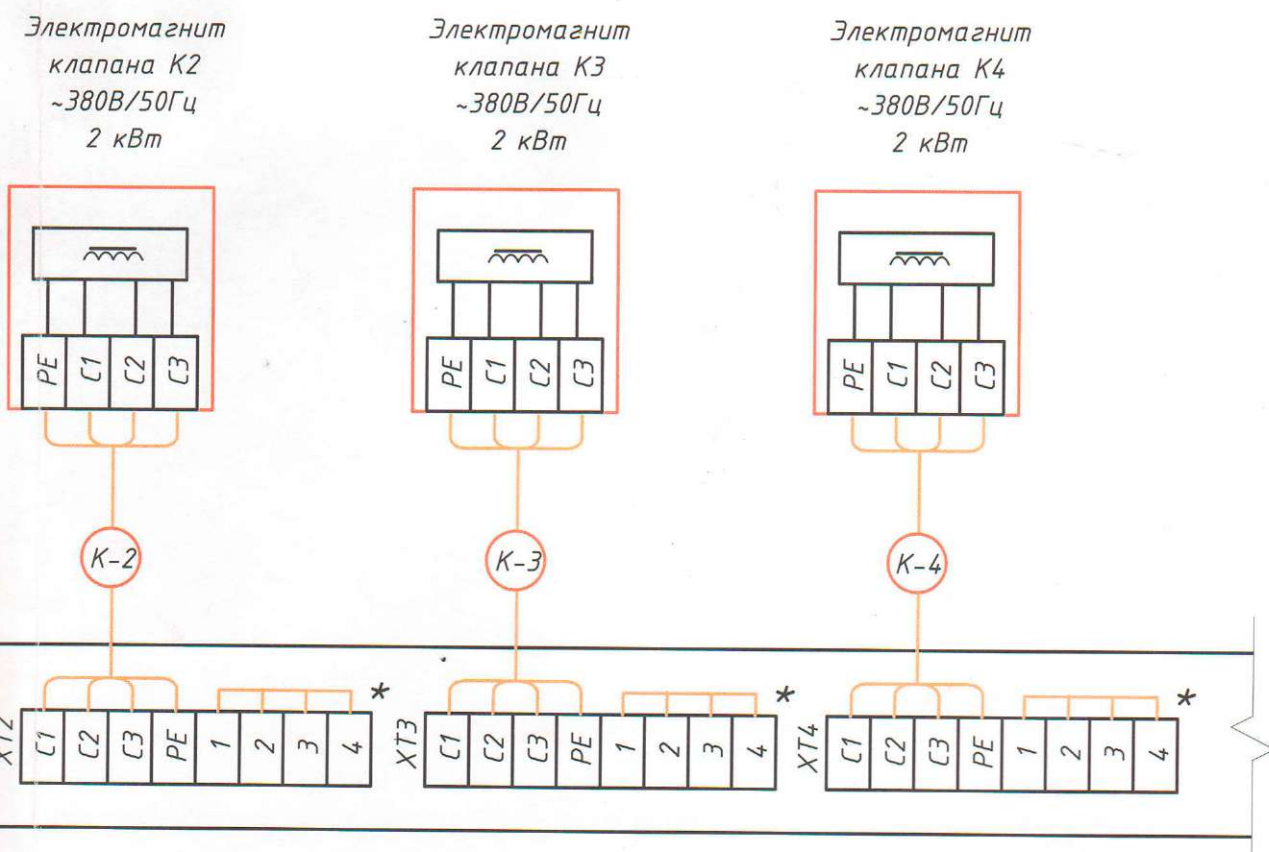 Электромагнит
клапана К2
~380В/50Гц
2 кВт
Электромагнит
клапана К3
~380В/50Гц
2 кВт
Электромагнит
клапана К4
~380В/50Гц
2 кВт
PE C1 C2 C3
PE C1 C2 C3
PE C1 C2 C3
К-2
К-3
К-4
XT2 C1 C2 C3 PE 1 2 3 4 *
XT3 C1 C2 C3 PE 1 2 3 4 *
XT4 C1 C2 C3 PE 1 2 3 4 *